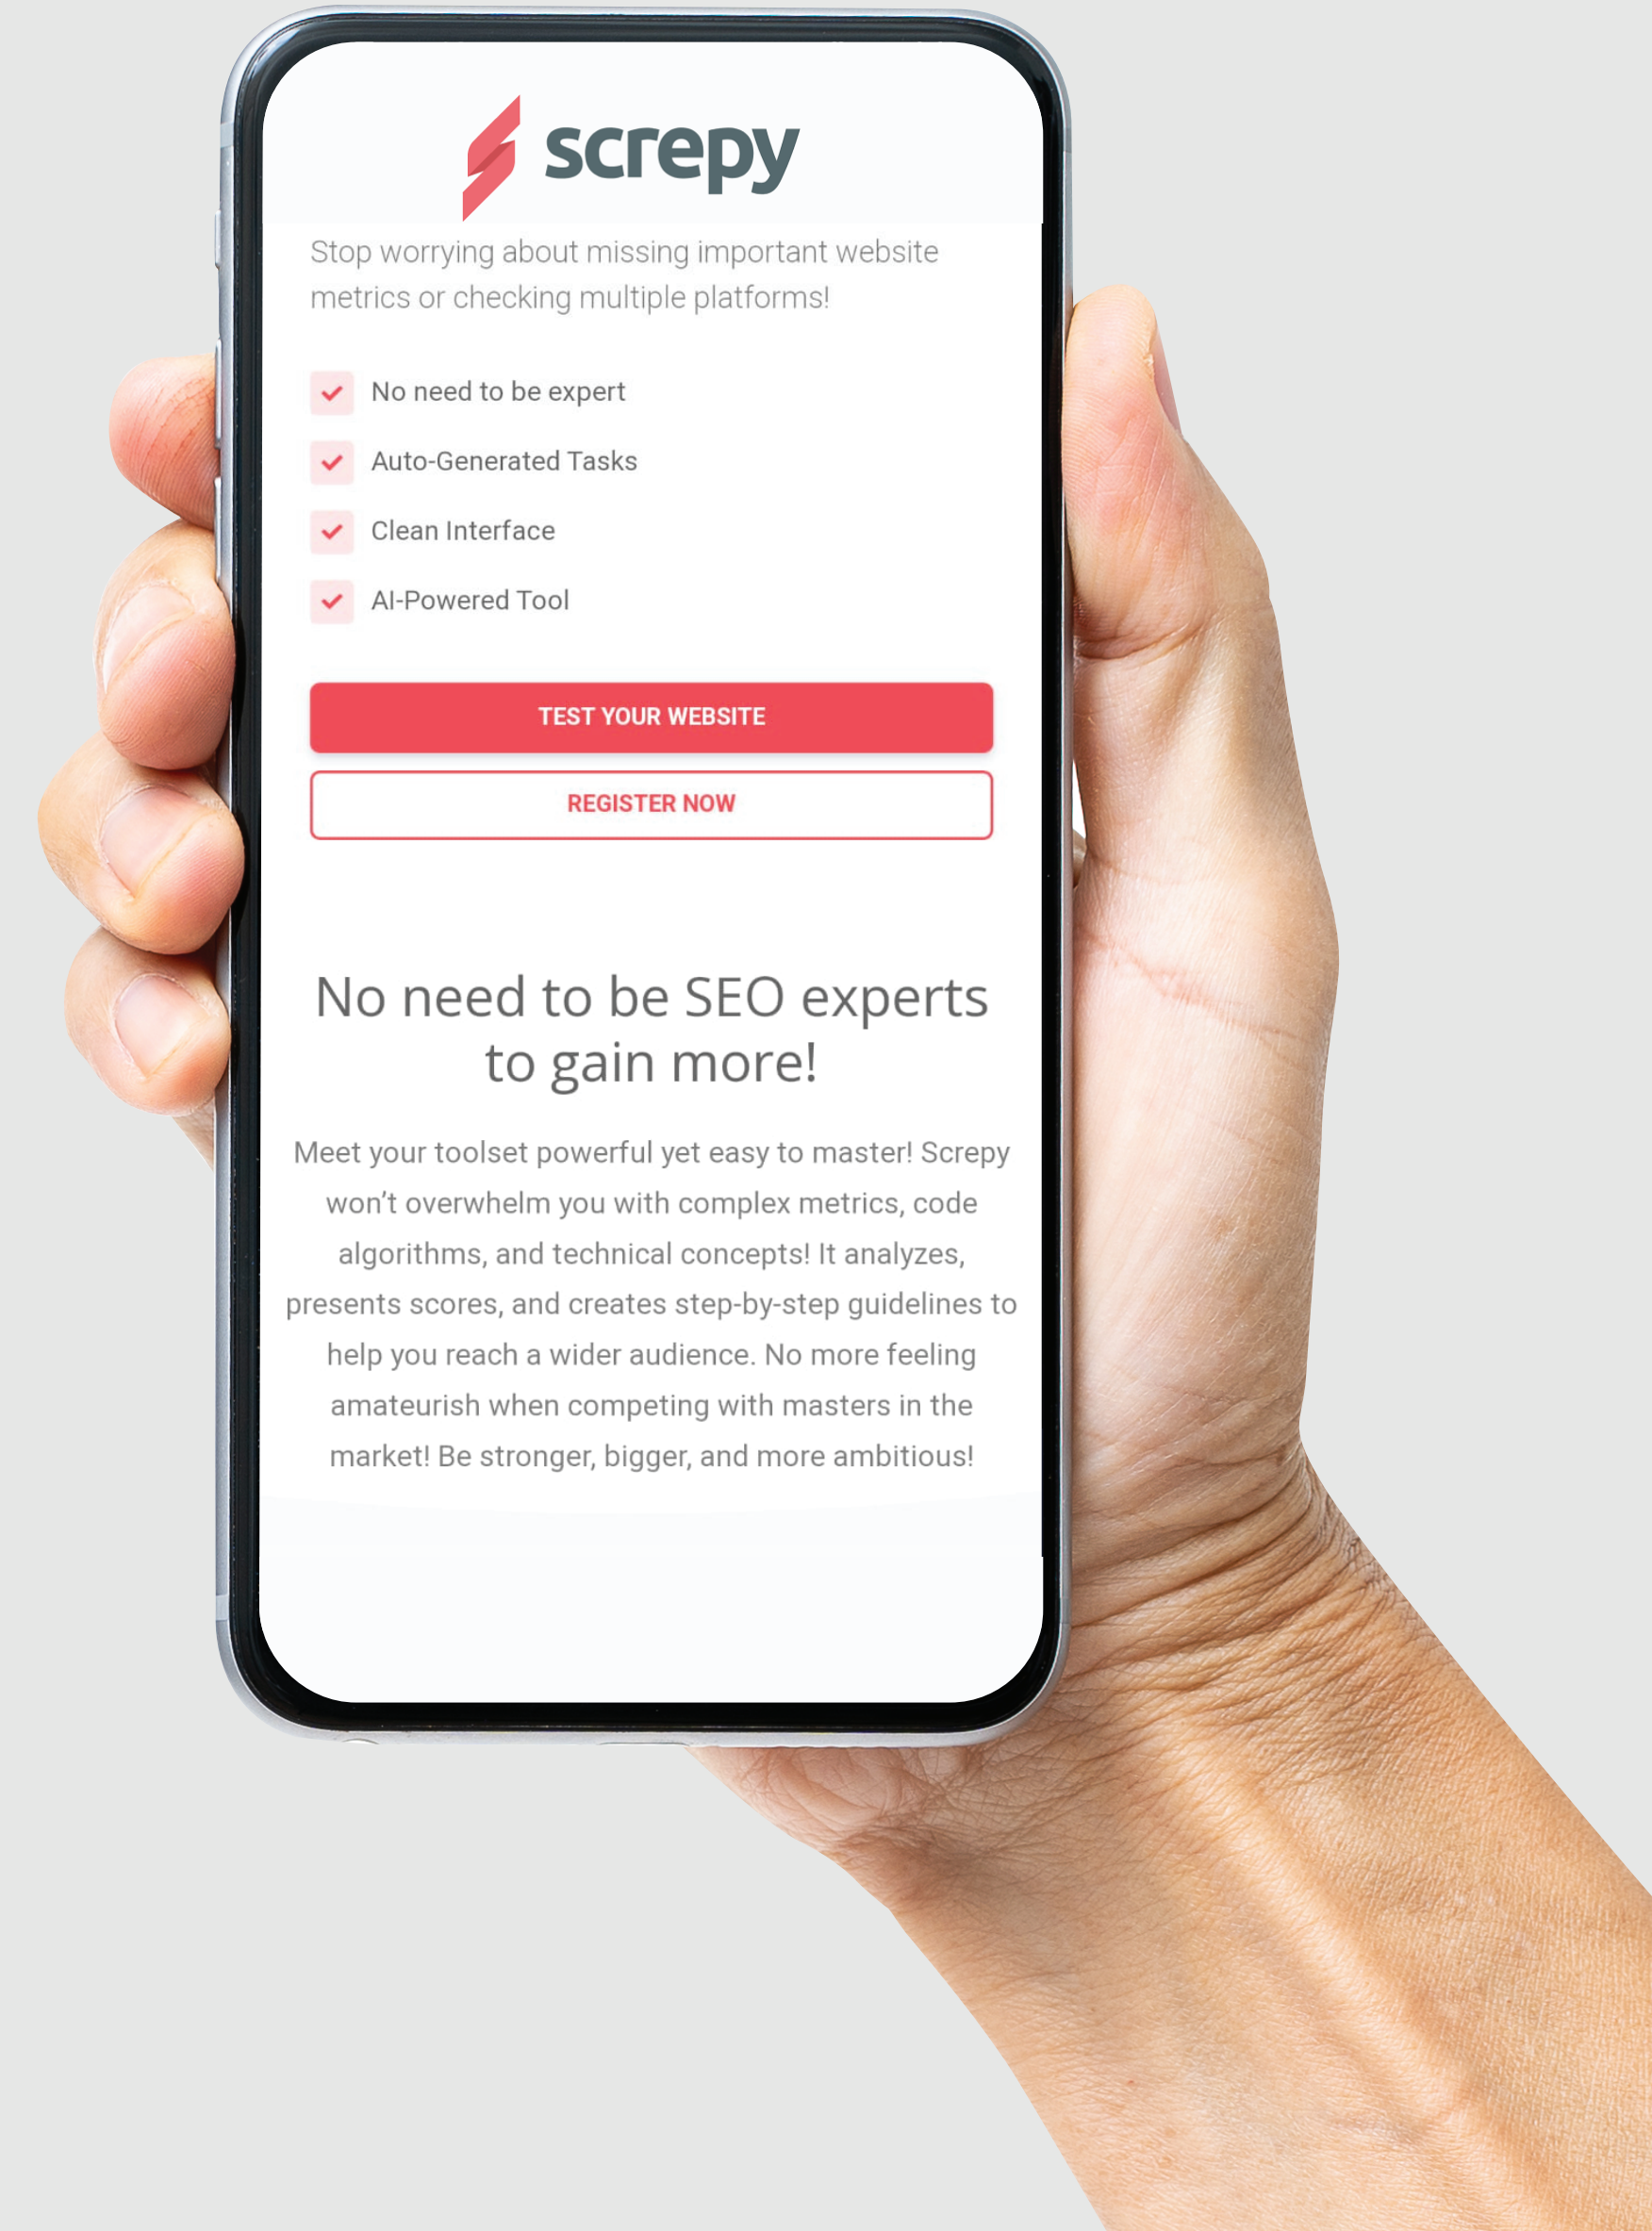 screpy
Stop worrying about missing important website
metrics or checking multiple platforms!
No need to be expert
Auto-Generated Tasks
Clean Interface
AI-Powered Tool
TEST YOUR WEBSITE
REGISTER NOW
No need to be SEO experts
to gain more!
Meet your toolset powerful yet easy to master! Screpy
won’t overwhelm you with complex metrics, code
algorithms, and technical concepts! It analyzes,
presents scores, and creates step-by-step guidelines to
help you reach a wider audience. No more feeling
amateurish when competing with masters in the
market! Be stronger, bigger, and more ambitious!